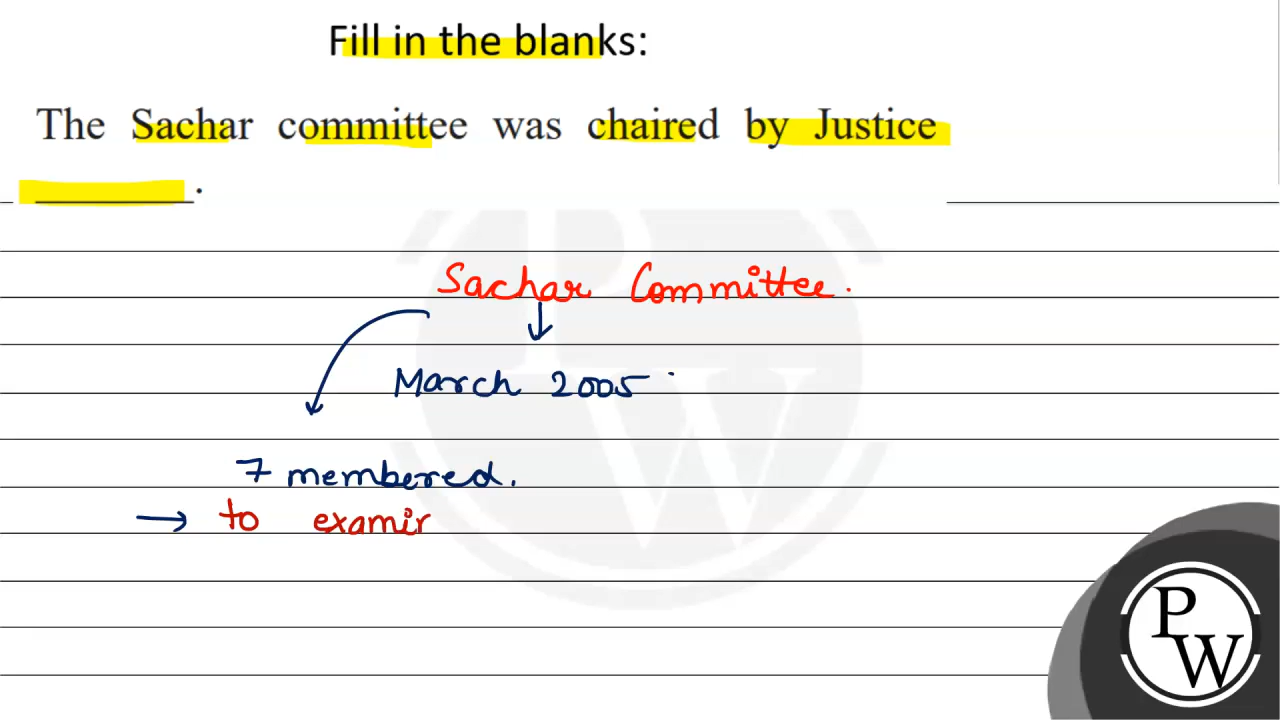 Fill in the blanks:
The Sachar committee was chaired by Justice
________.
Sachar Committee.
March 2005
7 membered.
→ to examin
PW